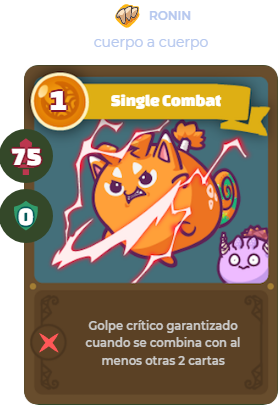 RONIN
cuerpo a cuerpo
1
Single Combat
75
0
Golpe crítico garantizado
cuando se combina con al
menos otras 2 cartas